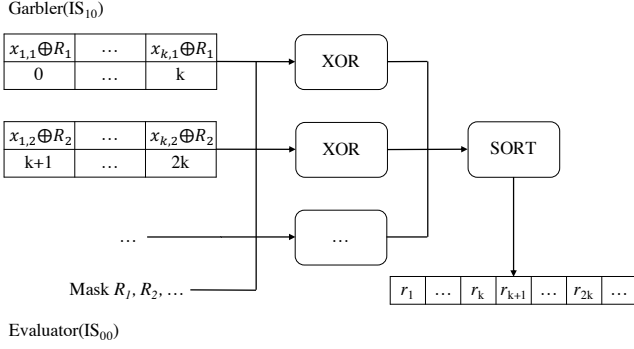 Garbler(IS₁₀)
x₁,₁⊕R₁ … xₖ,₁⊕R₁
0 … k
XOR
x₁,₂⊕R₂ … xₖ,₂⊕R₂
k+1 … 2k
XOR
SORT
… …
Mask R₁, R₂, …
r₁ … rₖ rₖ₊₁ … r₂ₖ …
Evaluator(IS₀₀)